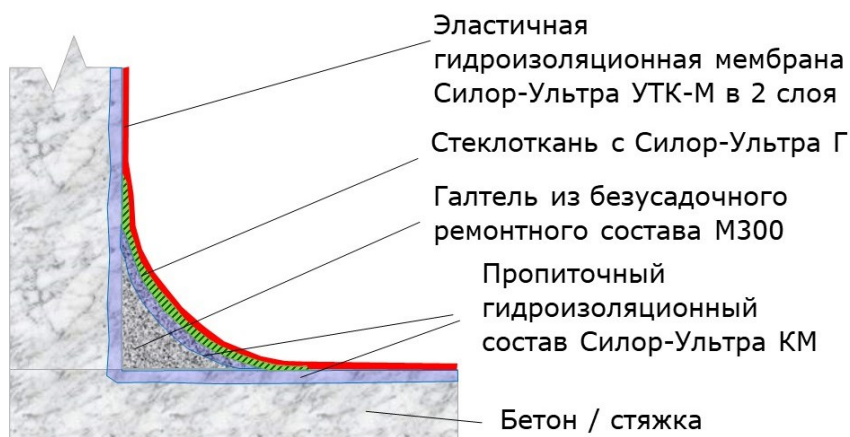 Эластичная
гидроизоляционная мембрана
Силор-Ультра УТК-М в 2 слоя
Стеклоткань с Силор-Ультра Г
Галтель из безусадочного
ремонтного состава М300
Пропиточный
гидроизоляционный
состав Силор-Ультра КМ
Бетон / стяжка